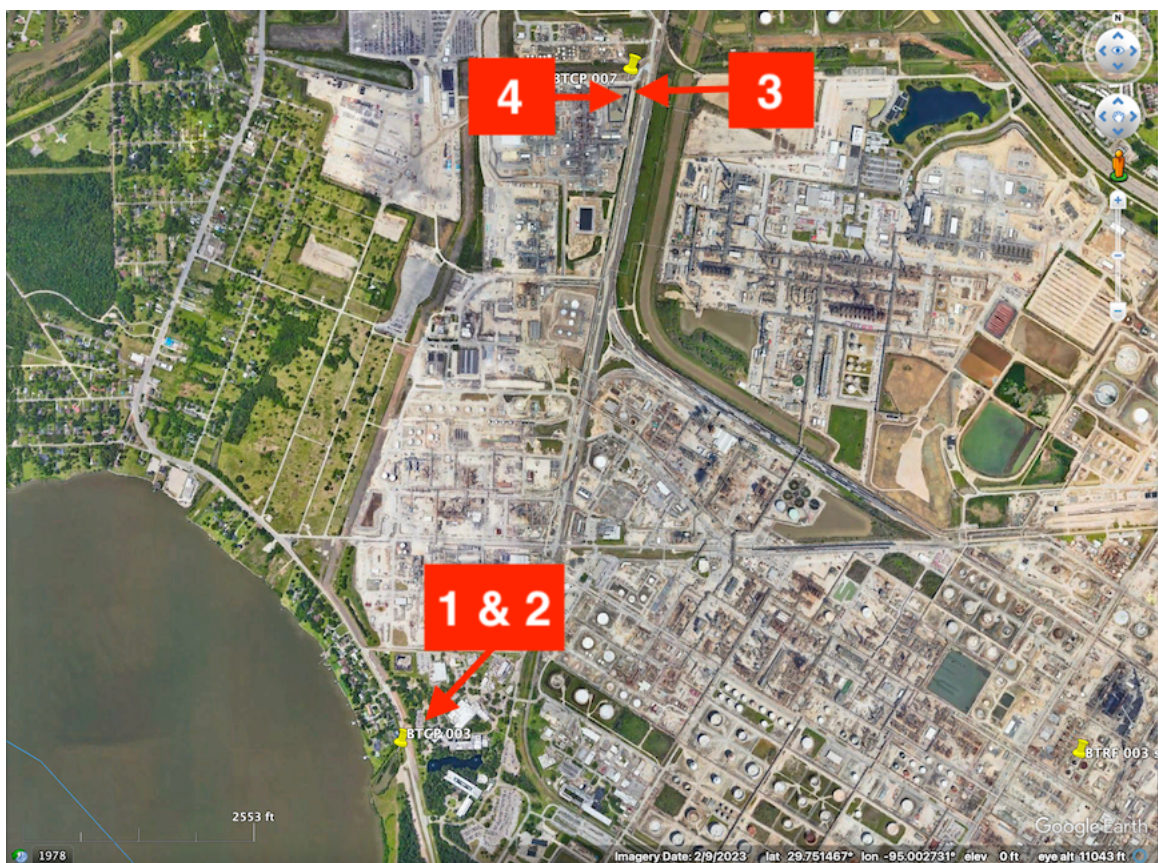 N
BTCP 007
4
3
1 & 2
BTCP 003
BTRF 003
2553 ft
Google Earth
1978
Imagery Date: 2/9/2023 lat 29.751467° lon -95.002731° elev 0 ft eye alt 11043 ft